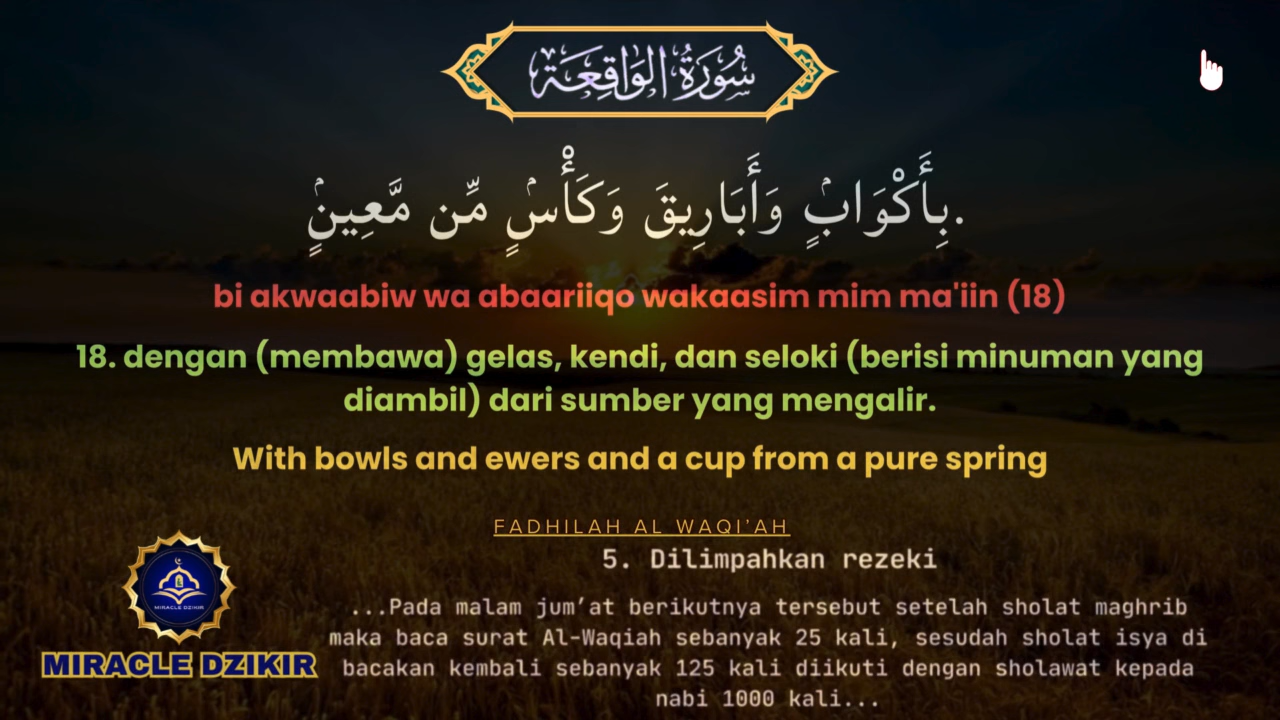 سُورَةُ الوَاقِعَة
.بِأَكْوَابٍۢ وَأَبَارِيقَ وَكَأْسٍۢ مِّن مَّعِينٍۢ
bi akwaabiw wa abaariiqo wakaasim mim ma'iin (18)
18. dengan (membawa) gelas, kendi, dan seloki (berisi minuman yang
diambil) dari sumber yang mengalir.
With bowls and ewers and a cup from a pure spring
FADHILAH AL WAQI’AH
5. Dilimpahkan rezeki
...Pada malam jum’at berikutnya tersebut setelah sholat maghrib
maka baca surat Al-Waqiah sebanyak 25 kali, sesudah sholat isya di
bacakan kembali sebanyak 125 kali diikuti dengan sholawat kepada
nabi 1000 kali...
MIRACLE DZIKIR
MIRACLE DZIKIR